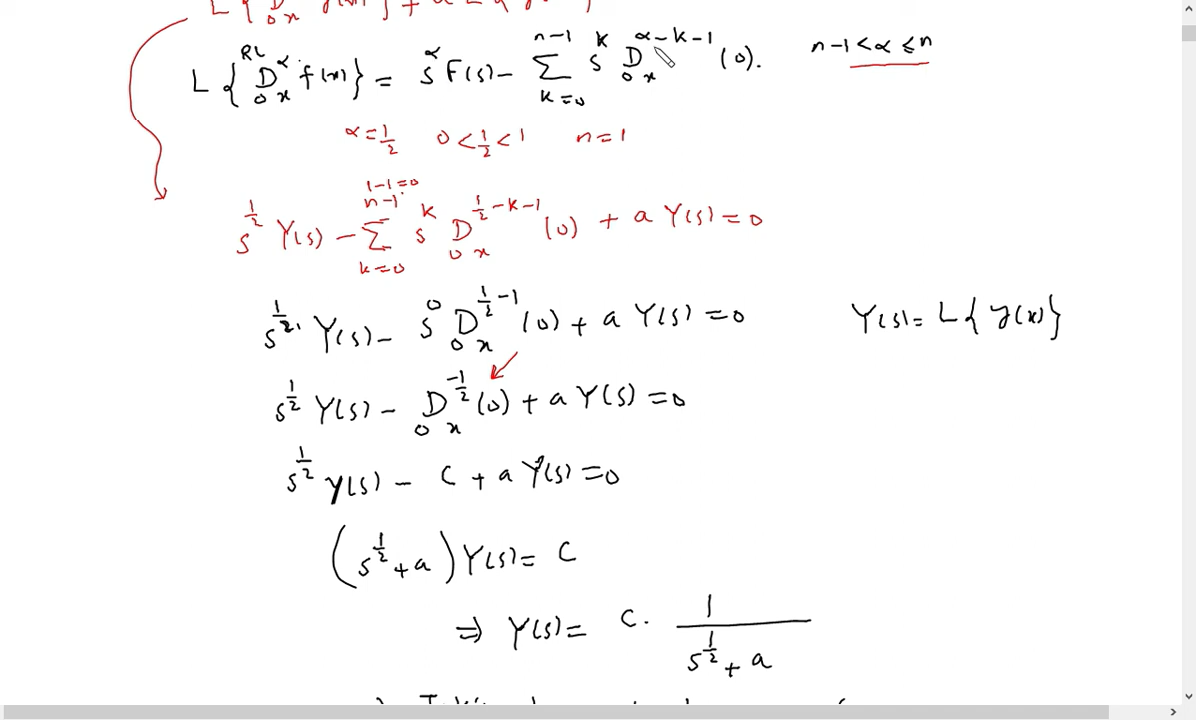 L{ ᴿᴸ₀Dₓ^α f(x) } = s^α F(s) - Σ_{k=0}^{n-1} s^k ₀Dₓ^{α-k-1} (0). n-1 < α ≤ n
α = 1/2 0 < 1/2 < 1 n = 1
1-1=0
s^{1/2} Y(s) - Σ_{k=0}^{n-1} s^k ₀Dₓ^{1/2-k-1} (0) + a Y(s) = 0
s^{1/2} Y(s) - s^0 ₀Dₓ^{1/2-1} (0) + a Y(s) = 0 Y(s) = L{ y(x) }
s^{1/2} Y(s) - ₀Dₓ^{-1/2} (0) + a Y(s) = 0
s^{1/2} Y(s) - C + a Y(s) = 0
(s^{1/2} + a) Y(s) = C
⇒ Y(s) = C · 1/(s^{1/2} + a)